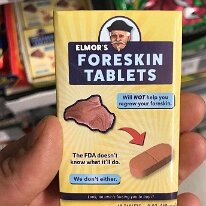 ELMOR'S
FORESKIN
TABLETS
Will NOT help you
regrow your foreskin.
The FDA doesn't
know what it'll do.
We don't either.